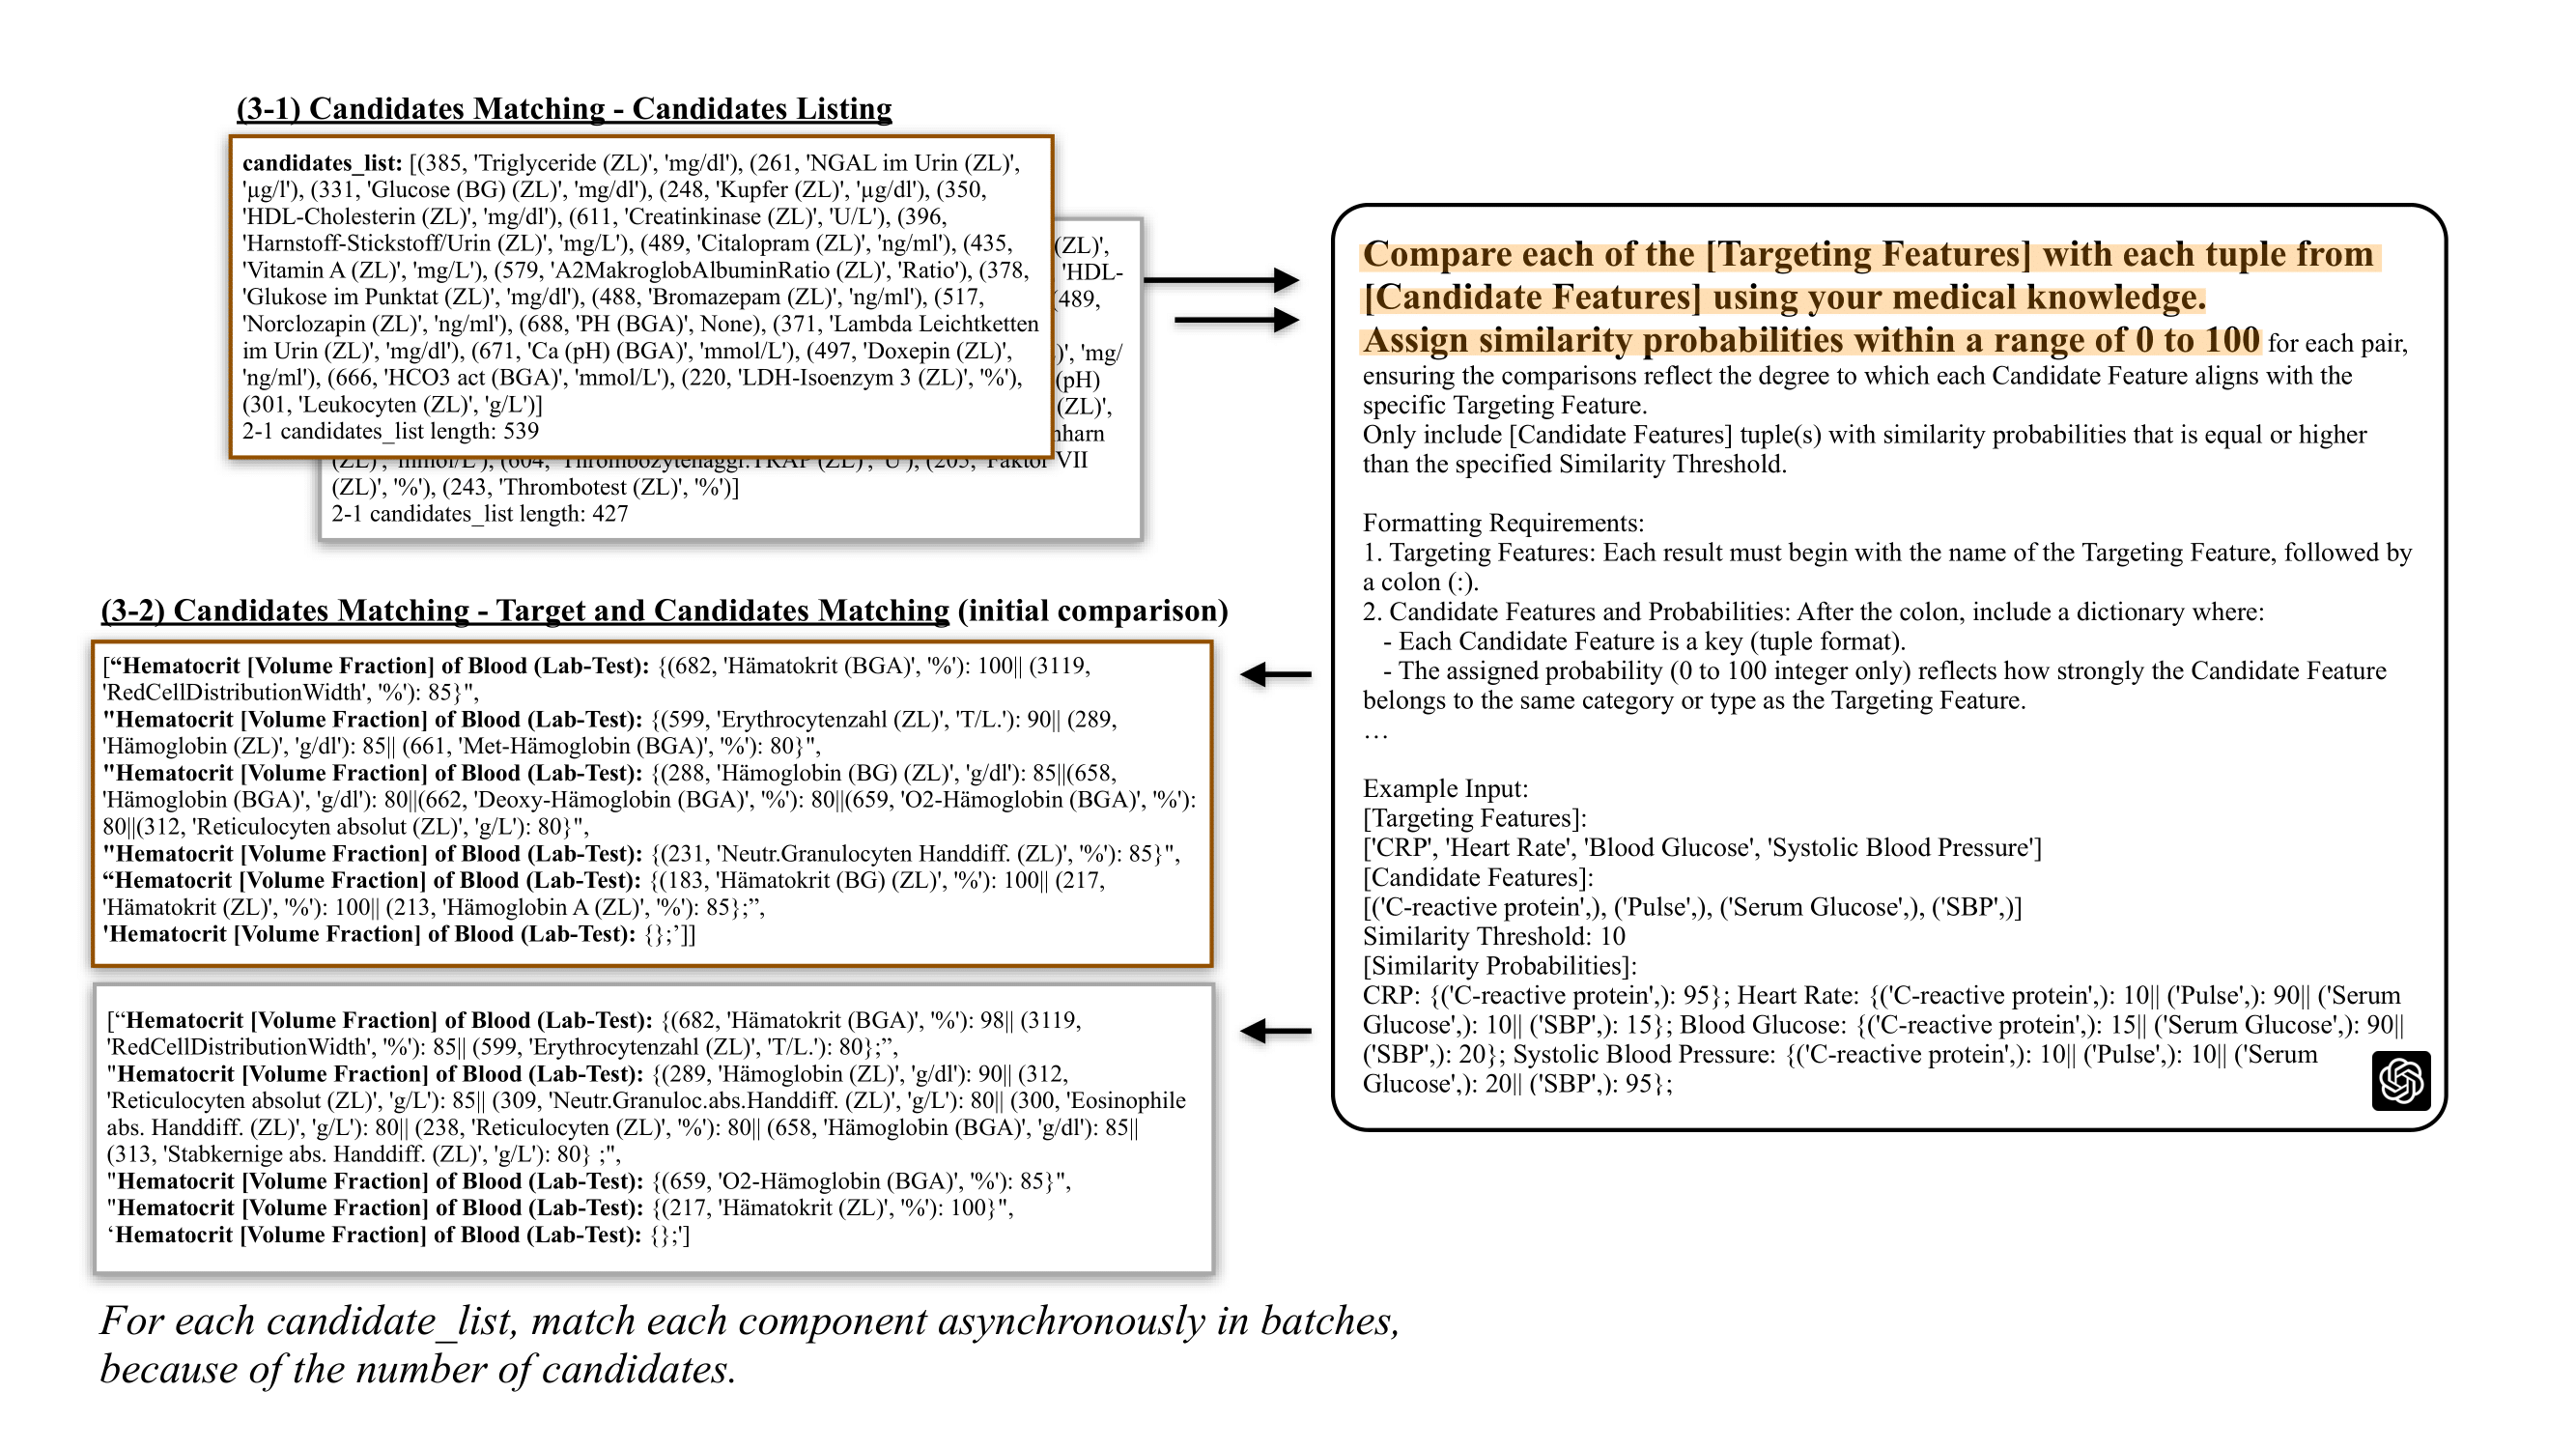 (3-1) Candidates Matching - Candidates Listing
candidates_list: [(385, 'Triglyceride (ZL)', 'mg/dl'), (261, 'NGAL im Urin (ZL)',
'µg/l'), (331, 'Glucose (BG) (ZL)', 'mg/dl'), (248, 'Kupfer (ZL)', 'µg/dl'), (350,
'HDL-Cholesterin (ZL)', 'mg/dl'), (611, 'Creatinkinase (ZL)', 'U/L'), (396,
'Harnstoff-Stickstoff/Urin (ZL)', 'mg/L'), (489, 'Citalopram (ZL)', 'ng/ml'), (435,
'Vitamin A (ZL)', 'mg/L'), (579, 'A2MakroglobAlbuminRatio (ZL)', 'Ratio'), (378,
'Glukose im Punktat (ZL)', 'mg/dl'), (488, 'Bromazepam (ZL)', 'ng/ml'), (517,
'Norclozapin (ZL)', 'ng/ml'), (688, 'PH (BGA)', None), (371, 'Lambda Leichtketten
im Urin (ZL)', 'mg/dl'), (671, 'Ca (pH) (BGA)', 'mmol/L'), (497, 'Doxepin (ZL)',
'ng/ml'), (666, 'HCO3 act (BGA)', 'mmol/L'), (220, 'LDH-Isoenzym 3 (ZL)', '%'),
(301, 'Leukocyten (ZL)', 'g/L')]
2-1 candidates_list length: 539
(ZL)',
'HDL-
(489,
)', 'mg/
(pH)
(ZL)',
nharn
(ZL)', 'mmol/L'), (604, 'Thrombozytenaggr.TRAP (ZL)', 'U'), (205, 'Faktor VII
(ZL)', '%'), (243, 'Thrombotest (ZL)', '%')]
2-1 candidates_list length: 427
(3-2) Candidates Matching - Target and Candidates Matching (initial comparison)
[“Hematocrit [Volume Fraction] of Blood (Lab-Test): {(682, 'Hämatokrit (BGA)', '%'): 100|| (3119,
'RedCellDistributionWidth', '%'): 85}",
"Hematocrit [Volume Fraction] of Blood (Lab-Test): {(599, 'Erythrocytenzahl (ZL)', 'T/L.'): 90|| (289,
'Hämoglobin (ZL)', 'g/dl'): 85|| (661, 'Met-Hämoglobin (BGA)', '%'): 80}",
"Hematocrit [Volume Fraction] of Blood (Lab-Test): {(288, 'Hämoglobin (BG) (ZL)', 'g/dl'): 85||(658,
'Hämoglobin (BGA)', 'g/dl'): 80||(662, 'Deoxy-Hämoglobin (BGA)', '%'): 80||(659, 'O2-Hämoglobin (BGA)', '%'):
80||(312, 'Reticulocyten absolut (ZL)', 'g/L'): 80}",
"Hematocrit [Volume Fraction] of Blood (Lab-Test): {(231, 'Neutr.Granulocyten Handdiff. (ZL)', '%'): 85}",
“Hematocrit [Volume Fraction] of Blood (Lab-Test): {(183, 'Hämatokrit (BG) (ZL)', '%'): 100|| (217,
'Hämatokrit (ZL)', '%'): 100|| (213, 'Hämoglobin A (ZL)', '%'): 85};”,
'Hematocrit [Volume Fraction] of Blood (Lab-Test): {};’]]
[“Hematocrit [Volume Fraction] of Blood (Lab-Test): {(682, 'Hämatokrit (BGA)', '%'): 98|| (3119,
'RedCellDistributionWidth', '%'): 85|| (599, 'Erythrocytenzahl (ZL)', 'T/L.'): 80};”,
"Hematocrit [Volume Fraction] of Blood (Lab-Test): {(289, 'Hämoglobin (ZL)', 'g/dl'): 90|| (312,
'Reticulocyten absolut (ZL)', 'g/L'): 85|| (309, 'Neutr.Granuloc.abs.Handdiff. (ZL)', 'g/L'): 80|| (300, 'Eosinophile
abs. Handdiff. (ZL)', 'g/L'): 80|| (238, 'Reticulocyten (ZL)', '%'): 80|| (658, 'Hämoglobin (BGA)', 'g/dl'): 85||
(313, 'Stabkernige abs. Handdiff. (ZL)', 'g/L'): 80} ;",
"Hematocrit [Volume Fraction] of Blood (Lab-Test): {(659, 'O2-Hämoglobin (BGA)', '%'): 85}",
"Hematocrit [Volume Fraction] of Blood (Lab-Test): {(217, 'Hämatokrit (ZL)', '%'): 100}",
‘Hematocrit [Volume Fraction] of Blood (Lab-Test): {};']
For each candidate_list, match each component asynchronously in batches,
because of the number of candidates.
Compare each of the [Targeting Features] with each tuple from
[Candidate Features] using your medical knowledge.
Assign similarity probabilities within a range of 0 to 100 for each pair,
ensuring the comparisons reflect the degree to which each Candidate Feature aligns with the
specific Targeting Feature.
Only include [Candidate Features] tuple(s) with similarity probabilities that is equal or higher
than the specified Similarity Threshold.
Formatting Requirements:
1. Targeting Features: Each result must begin with the name of the Targeting Feature, followed by
a colon (:).
2. Candidate Features and Probabilities: After the colon, include a dictionary where:
- Each Candidate Feature is a key (tuple format).
- The assigned probability (0 to 100 integer only) reflects how strongly the Candidate Feature
belongs to the same category or type as the Targeting Feature.
…
Example Input:
[Targeting Features]:
['CRP', 'Heart Rate', 'Blood Glucose', 'Systolic Blood Pressure']
[Candidate Features]:
[('C-reactive protein',), ('Pulse',), ('Serum Glucose',), ('SBP',)]
Similarity Threshold: 10
[Similarity Probabilities]:
CRP: {('C-reactive protein',): 95}; Heart Rate: {('C-reactive protein',): 10|| ('Pulse',): 90|| ('Serum
Glucose',): 10|| ('SBP',): 15}; Blood Glucose: {('C-reactive protein',): 15|| ('Serum Glucose',): 90||
('SBP',): 20}; Systolic Blood Pressure: {('C-reactive protein',): 10|| ('Pulse',): 10|| ('Serum
Glucose',): 20|| ('SBP',): 95};